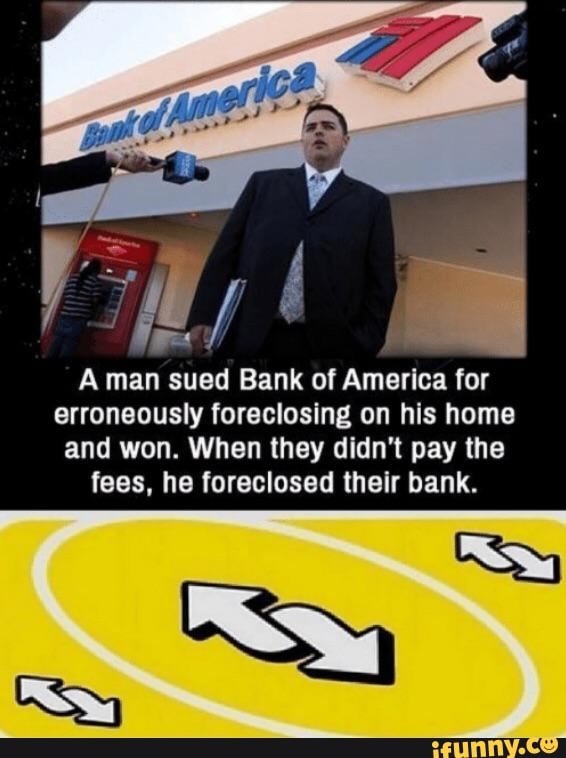 Bank of America
A man sued Bank of America for
erroneously foreclosing on his home
and won. When they didn't pay the
fees, he foreclosed their bank.
ifunny.co